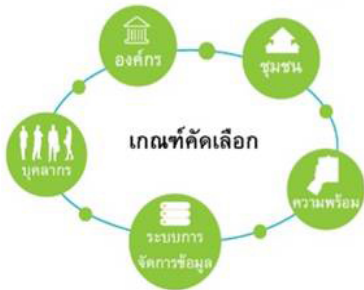 องค์กร
ชุมชน
เกณฑ์คัดเลือก
บุคลากร
ความพร้อม
ระบบการ
จัดการข้อมูล